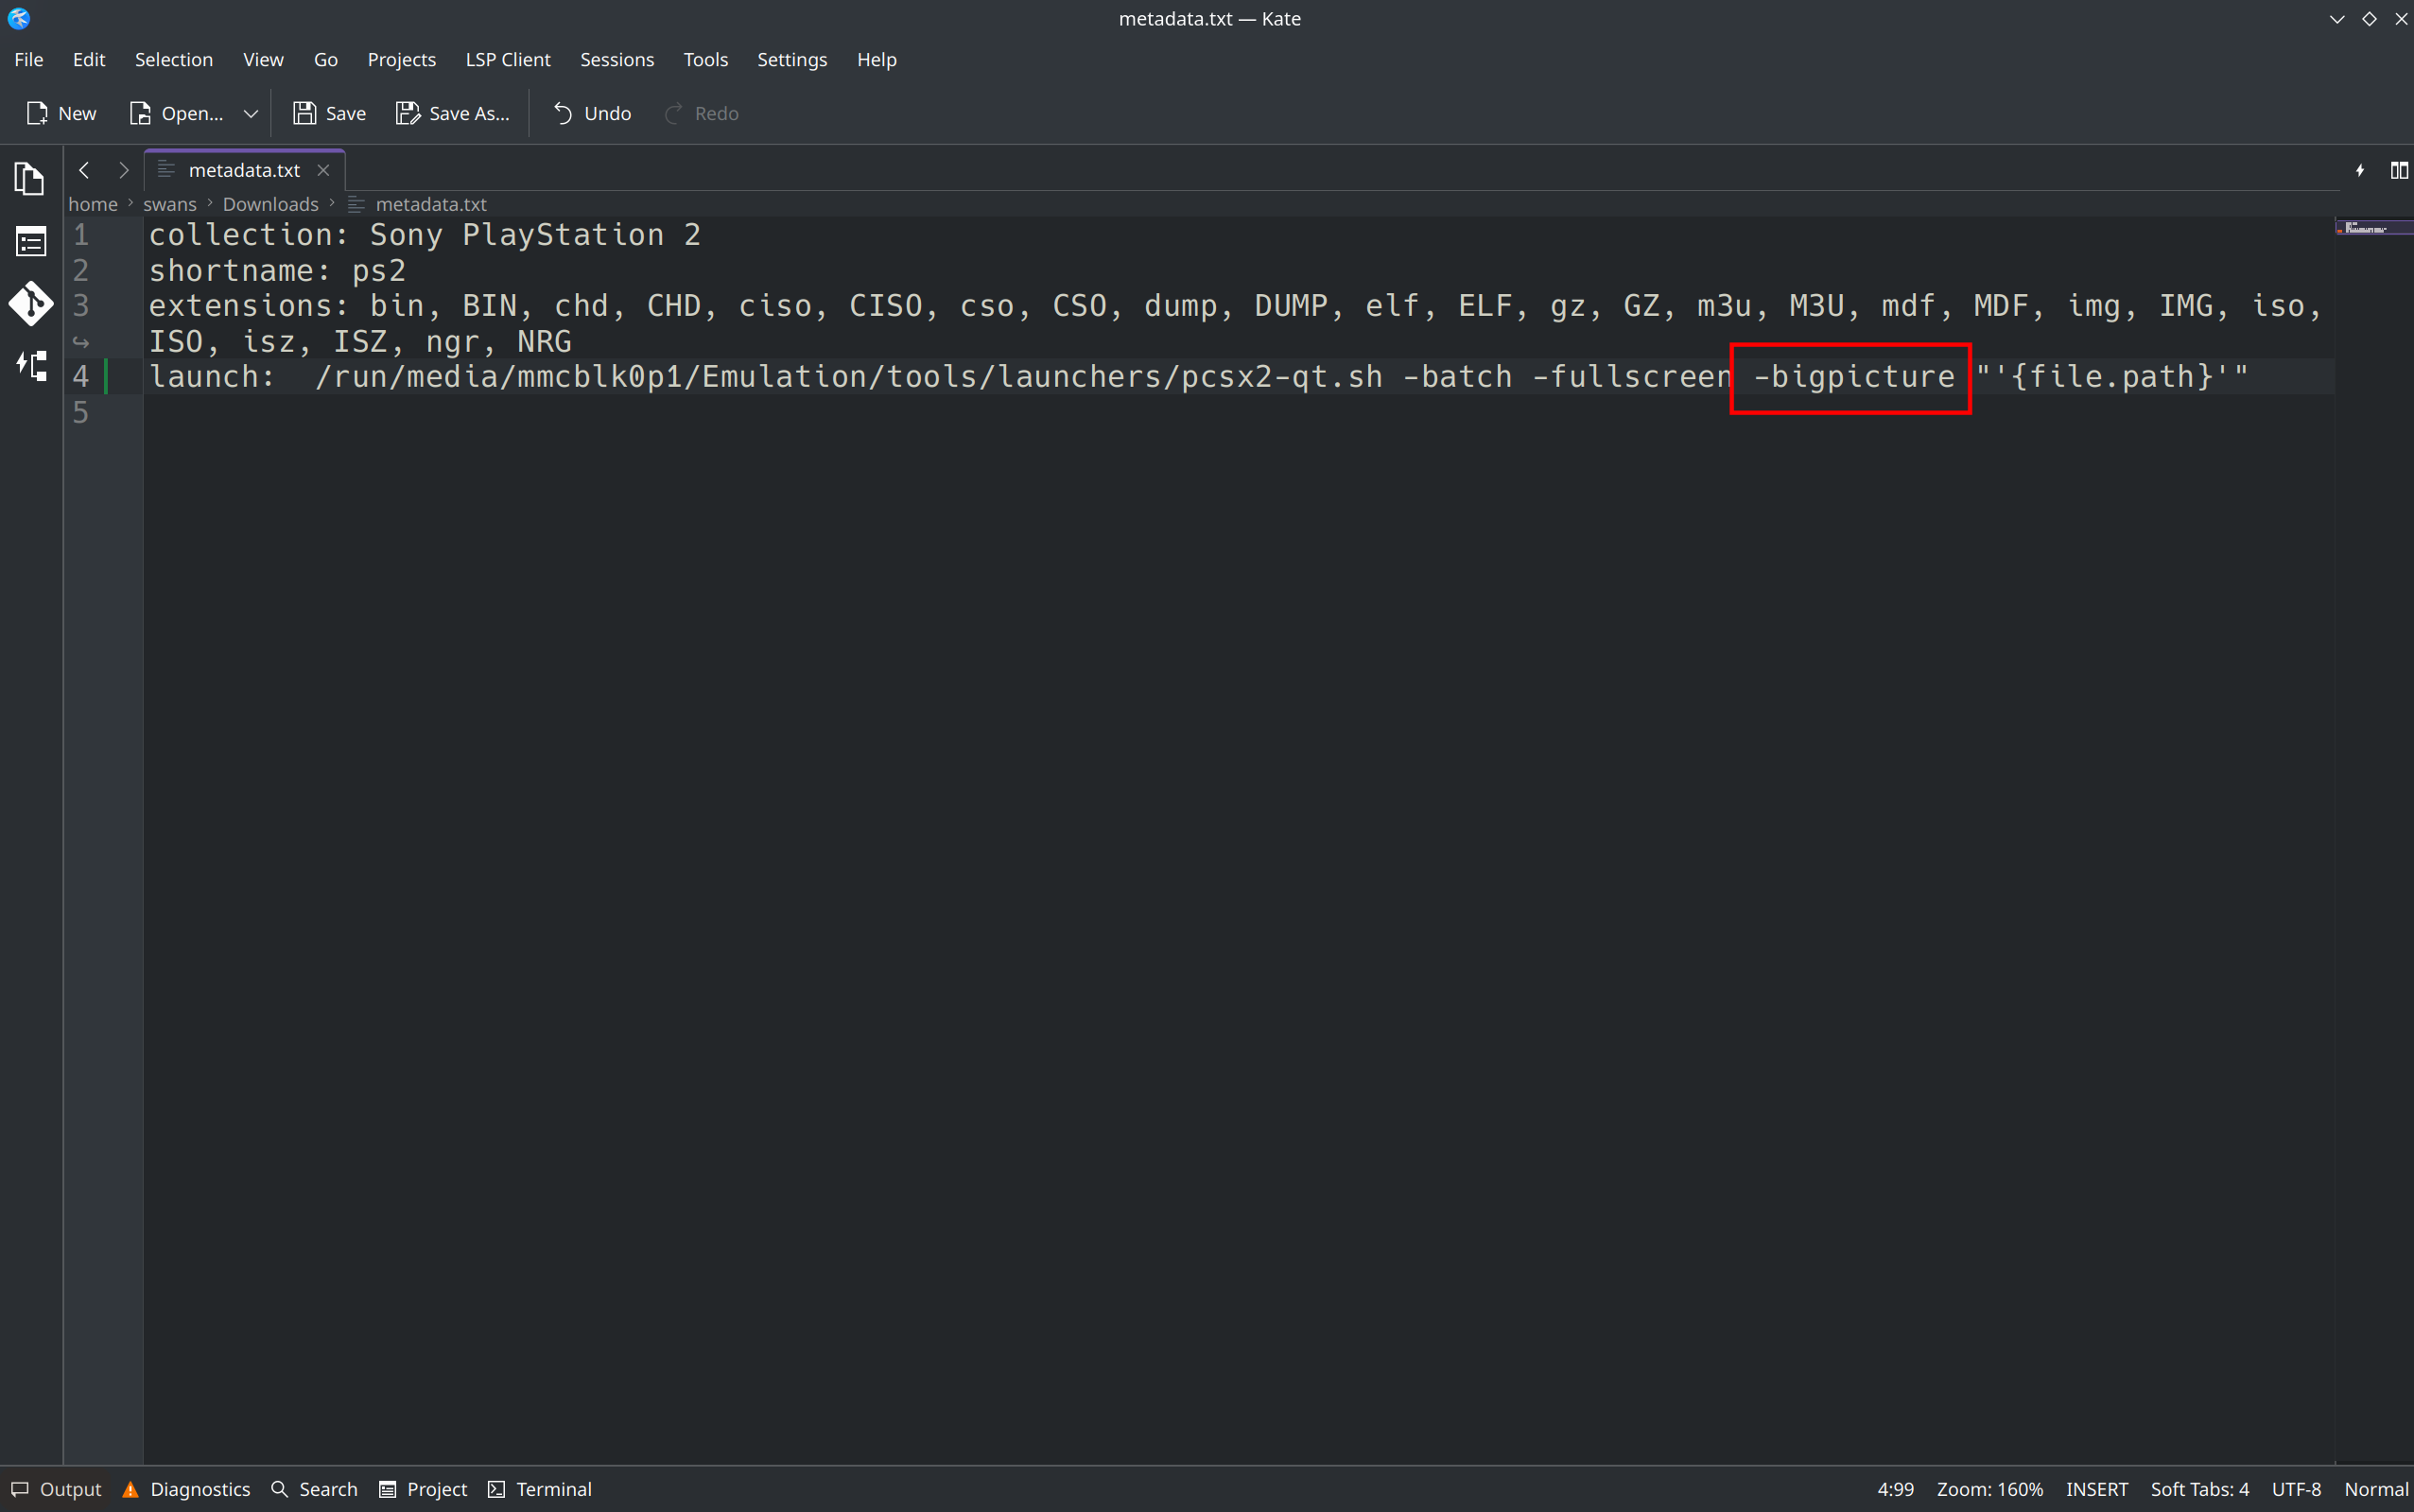 metadata.txt — Kate
File Edit Selection View Go Projects LSP Client Sessions Tools Settings Help
New Open... Save Save As... Undo Redo
metadata.txt
home > swans > Downloads > metadata.txt
1 collection: Sony PlayStation 2
2 shortname: ps2
3 extensions: bin, BIN, chd, CHD, ciso, CISO, cso, CSO, dump, DUMP, elf, ELF, gz, GZ, m3u, M3U, mdf, MDF, img, IMG, iso,
ISO, isz, ISZ, ngr, NRG
4 launch:  /run/media/mmcblk0p1/Emulation/tools/launchers/pcsx2-qt.sh -batch -fullscreen -bigpicture "'{file.path}'"
5
Output Diagnostics Search Project Terminal 4:99 Zoom: 160% INSERT Soft Tabs: 4 UTF-8 Normal